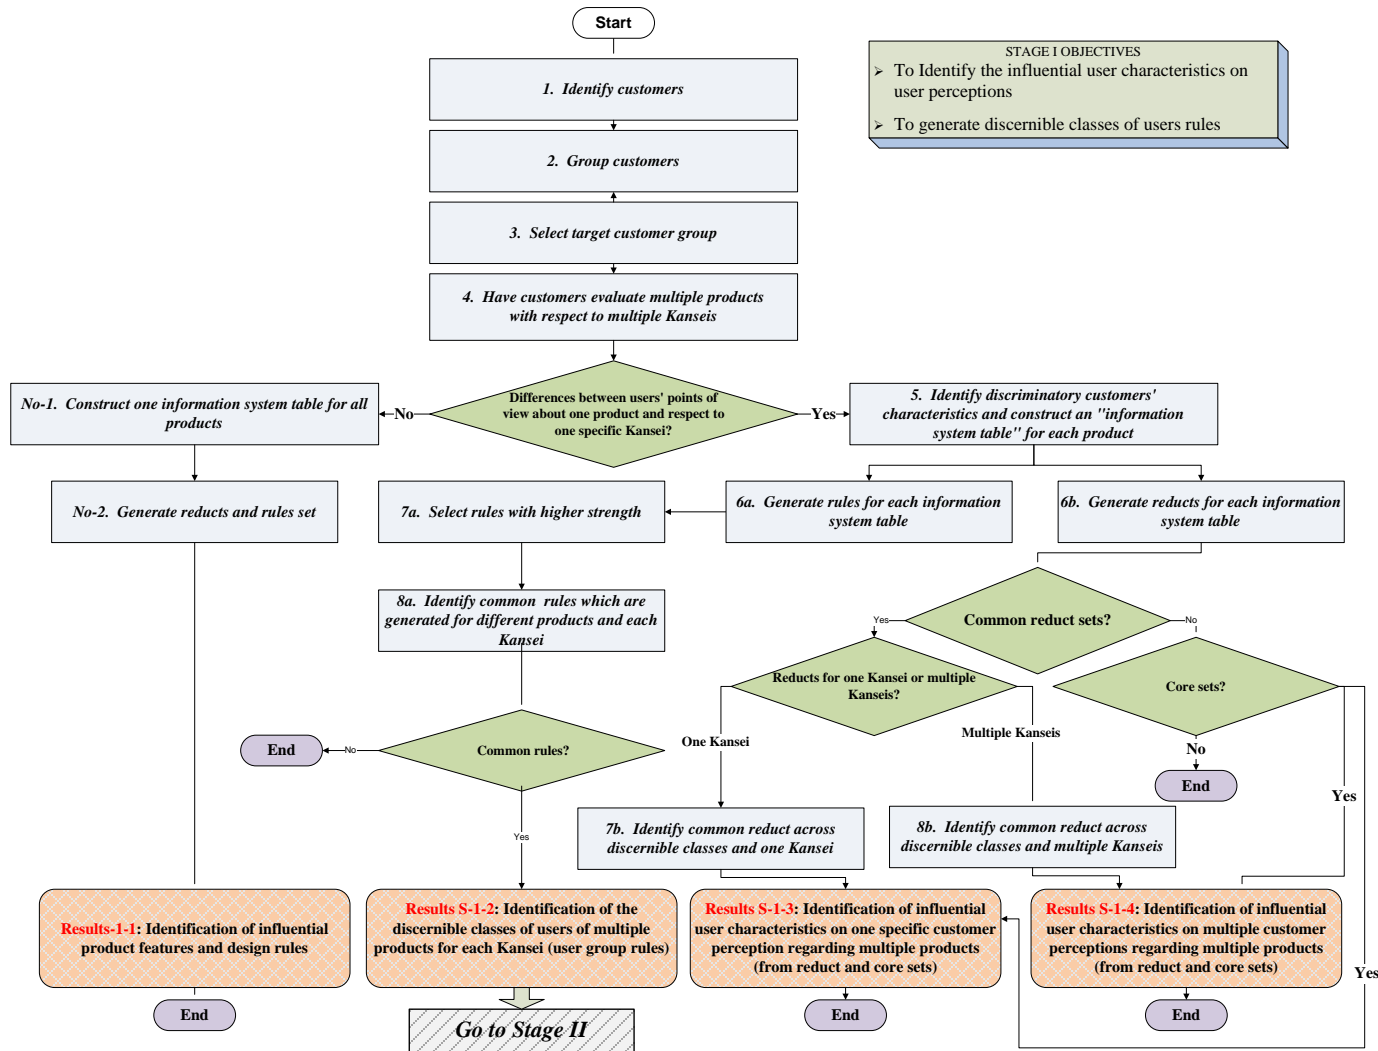 Start
STAGE I OBJECTIVES
➢ To Identify the influential user characteristics on
user perceptions
➢ To generate discernible classes of users rules
1. Identify customers
2. Group customers
3. Select target customer group
4. Have customers evaluate multiple products
with respect to multiple Kanseis
Differences between users' points of
view about one product and respect to
one specific Kansei?
No
Yes
No-1. Construct one information system table for all
products
5. Identify discriminatory customers'
characteristics and construct an "information
system table" for each product
No-2. Generate reducts and rules set
7a. Select rules with higher strength
6a. Generate rules for each information
system table
6b. Generate reducts for each information
system table
8a. Identify common rules which are
generated for different products and each
Kansei
Common reduct sets?
Yes
No
Reducts for one Kansei or multiple
Kanseis?
Core sets?
One Kansei
Multiple Kanseis
No
End
Yes
Common rules?
No
End
Yes
7b. Identify common reduct across
discernible classes and one Kansei
8b. Identify common reduct across
discernible classes and multiple Kanseis
Results-1-1: Identification of influential
product features and design rules
Results S-1-2: Identification of the
discernible classes of users of multiple
products for each Kansei (user group rules)
Results S-1-3: Identification of influential
user characteristics on one specific customer
perception regarding multiple products
(from reduct and core sets)
Results S-1-4: Identification of influential
user characteristics on multiple customer
perceptions regarding multiple products
(from reduct and core sets)
Yes
End
Go to Stage II
End
End